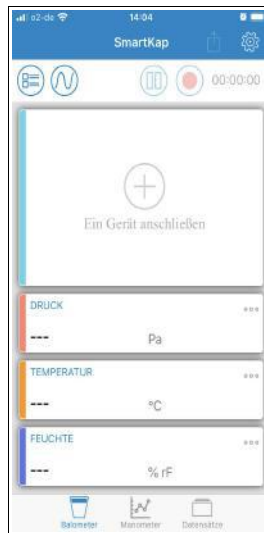 o2-de 14:04
SmartKap
00:00:00
Ein Gerät anschließen
DRUCK
--- Pa
TEMPERATUR
--- °C
FEUCHTE
--- % rF
Balometer Manometer Datensätze